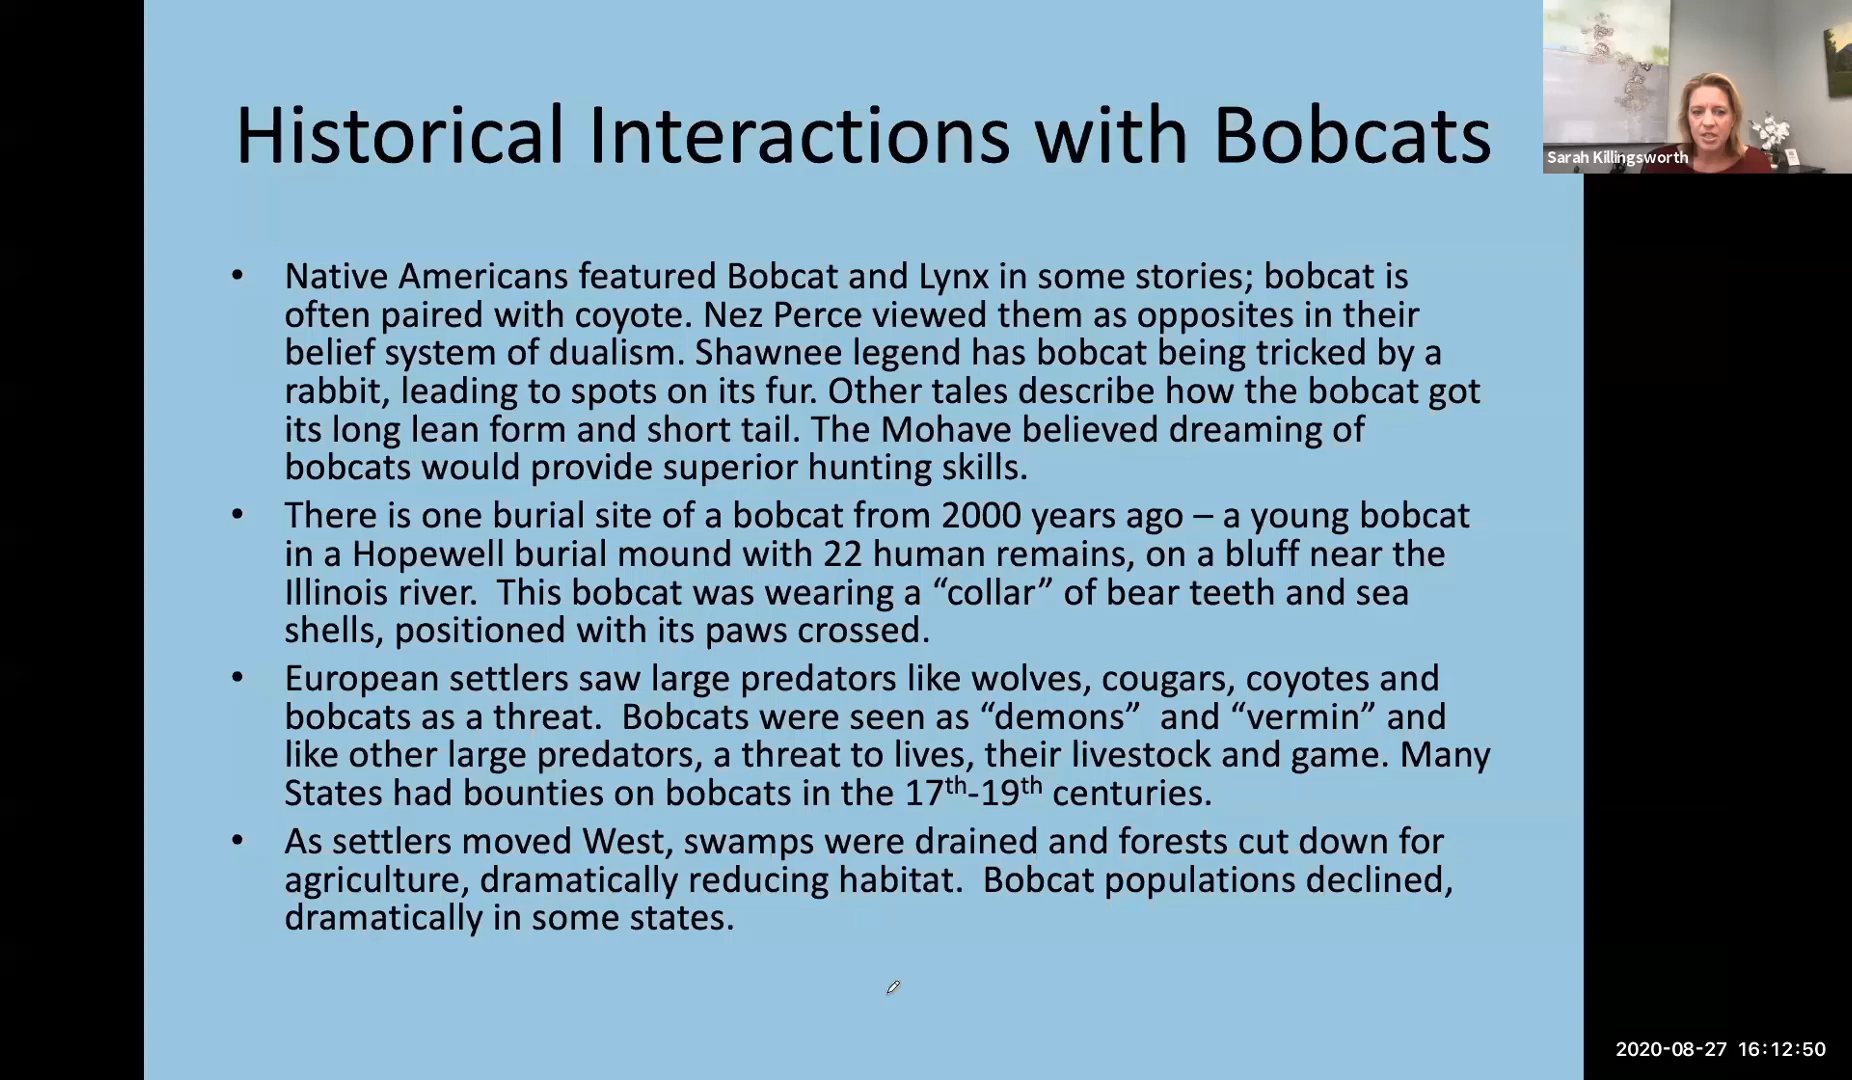 Historical Interactions with Bobcats
Sarah Killingsworth
• Native Americans featured Bobcat and Lynx in some stories; bobcat is
often paired with coyote. Nez Perce viewed them as opposites in their
belief system of dualism. Shawnee legend has bobcat being tricked by a
rabbit, leading to spots on its fur. Other tales describe how the bobcat got
its long lean form and short tail. The Mohave believed dreaming of
bobcats would provide superior hunting skills.
• There is one burial site of a bobcat from 2000 years ago – a young bobcat
in a Hopewell burial mound with 22 human remains, on a bluff near the
Illinois river.  This bobcat was wearing a “collar” of bear teeth and sea
shells, positioned with its paws crossed.
• European settlers saw large predators like wolves, cougars, coyotes and
bobcats as a threat.  Bobcats were seen as “demons”  and “vermin” and
like other large predators, a threat to lives, their livestock and game. Many
States had bounties on bobcats in the 17th-19th centuries.
• As settlers moved West, swamps were drained and forests cut down for
agriculture, dramatically reducing habitat.  Bobcat populations declined,
dramatically in some states.
2020-08-27 16:12:50